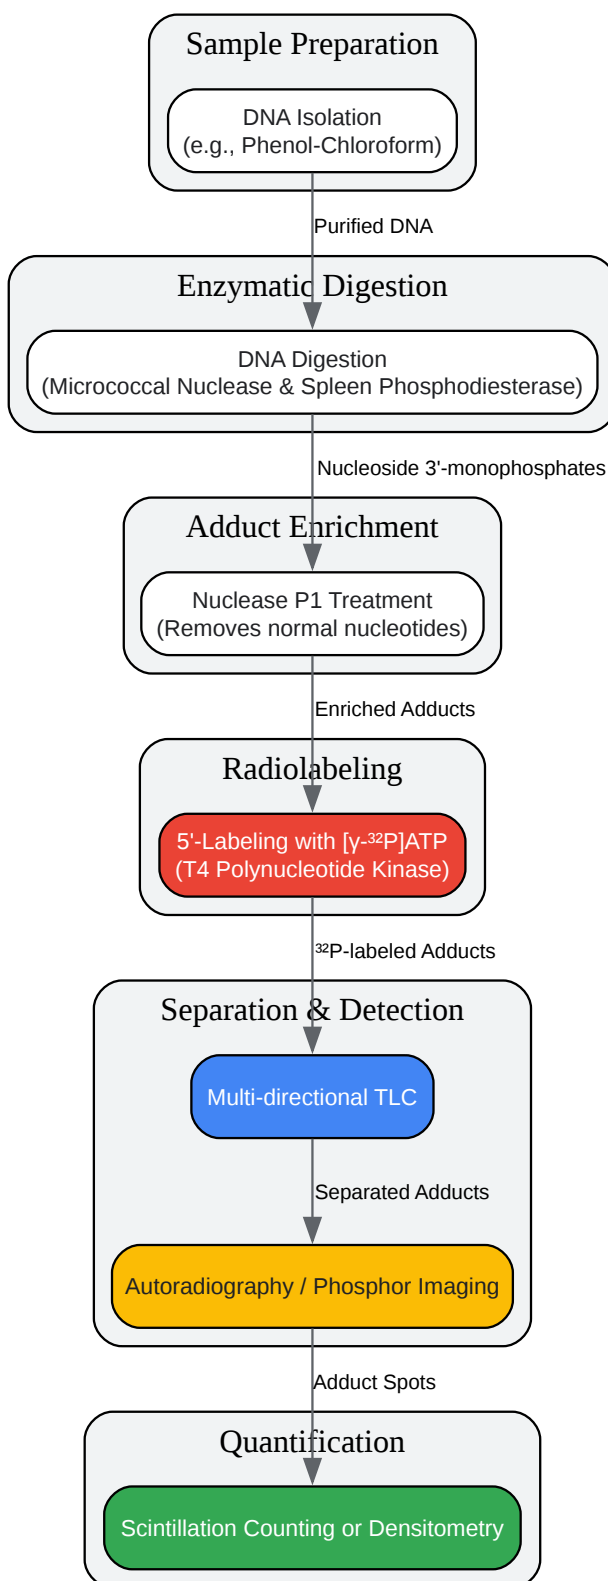 Sample Preparation
DNA Isolation
(e.g., Phenol-Chloroform)
Purified DNA
Enzymatic Digestion
DNA Digestion
(Micrococcal Nuclease & Spleen Phosphodiesterase)
Nucleoside 3'-monophosphates
Adduct Enrichment
Nuclease P1 Treatment
(Removes normal nucleotides)
Enriched Adducts
Radiolabeling
5'-Labeling with [γ-³²P]ATP
(T4 Polynucleotide Kinase)
³²P-labeled Adducts
Separation & Detection
Multi-directional TLC
Separated Adducts
Autoradiography / Phosphor Imaging
Adduct Spots
Quantification
Scintillation Counting or Densitometry